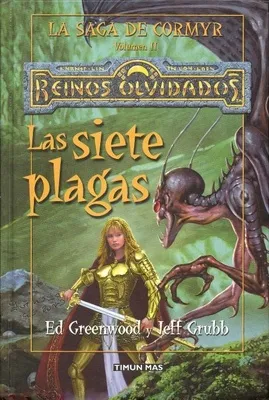 LA SAGA DE CORMYR
Volumen II
REINOS OLVIDADOS
Las siete
plagas
Ed Greenwood y Jeff Grubb
TIMUN MAS